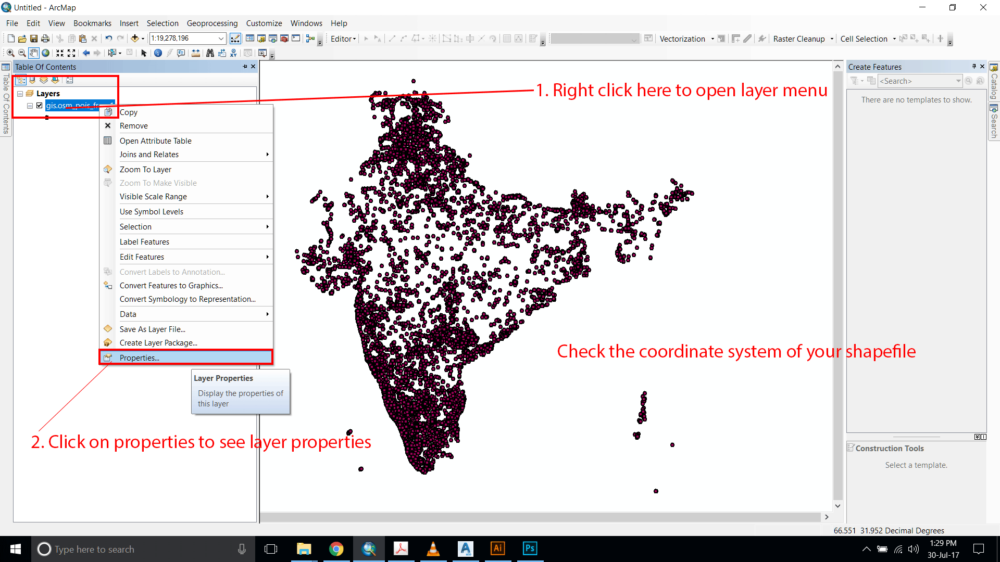 Untitled - ArcMap
File Edit View Bookmarks Insert Selection Geoprocessing Customize Windows Help
1:19,278,196
Editor
Vectorization
Raster Cleanup
Cell Selection
Table Of Contents
Table Of Contents
Layers
gis.osm_pois_fr
Copy
Remove
Open Attribute Table
Joins and Relates
Zoom To Layer
Zoom To Make Visible
Visible Scale Range
Use Symbol Levels
Selection
Label Features
Edit Features
Convert Labels to Annotation...
Convert Features to Graphics...
Convert Symbology to Representation...
Data
Save As Layer File...
Create Layer Package...
Properties...
Layer Properties
Display the properties of
this layer
1. Right click here to open layer menu
Check the coordinate system of your shapefile
2. Click on properties to see layer properties
Create Features
<Search>
There are no templates to show.
Construction Tools
Select a template.
Catalog
Search
66.551 31.952 Decimal Degrees
Type here to search
Ai
Ps
1:29 PM
30-Jul-17